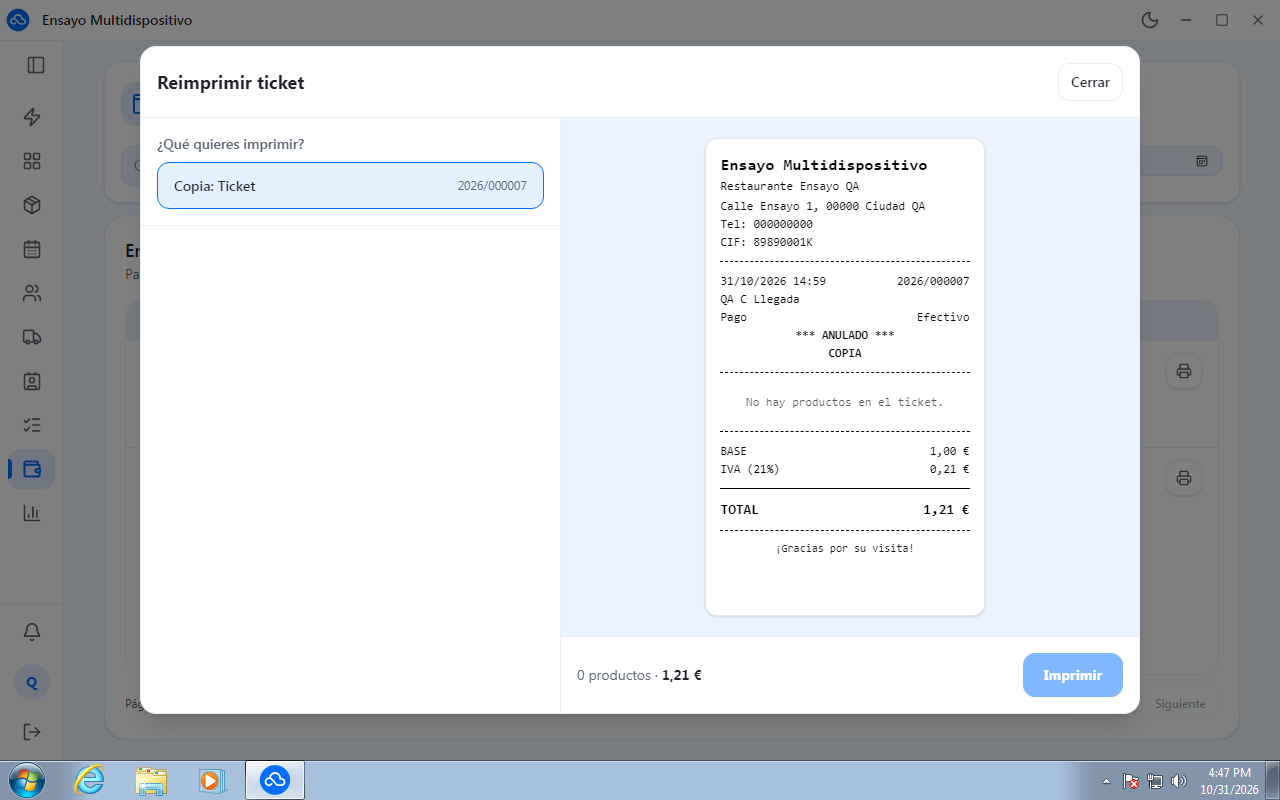 Ensayo Multidispositivo
Reimprimir ticket
Cerrar
¿Qué quieres imprimir?
Copia: Ticket 2026/000007
Ensayo Multidispositivo
Restaurante Ensayo QA
Calle Ensayo 1, 00000 Ciudad QA
Tel: 000000000
CIF: 89890001K
31/10/2026 14:59 2026/000007
QA C Llegada
Pago Efectivo
*** ANULADO ***
COPIA
No hay productos en el ticket.
BASE 1,00 €
IVA (21%) 0,21 €
TOTAL 1,21 €
¡Gracias por su visita!
0 productos · 1,21 €
Imprimir
Siguiente
Q
4:47 PM
10/31/2026